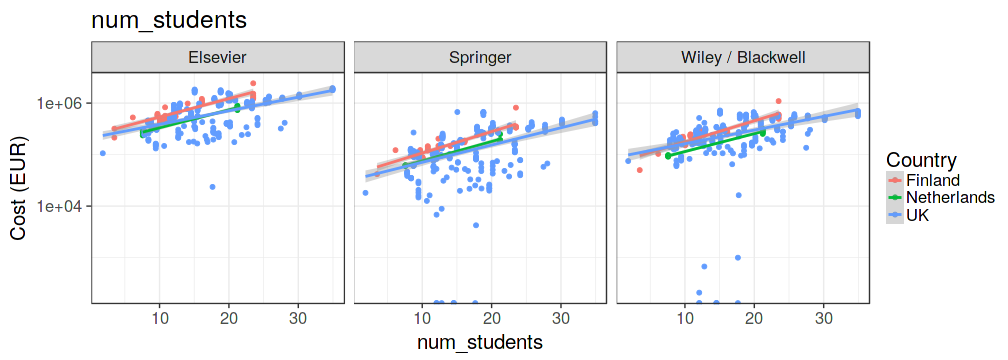 num_students
Elsevier Springer Wiley / Blackwell
Cost (EUR)
1e+06
1e+04
10 20 30 10 20 30 10 20 30
num_students
Country
Finland
Netherlands
UK